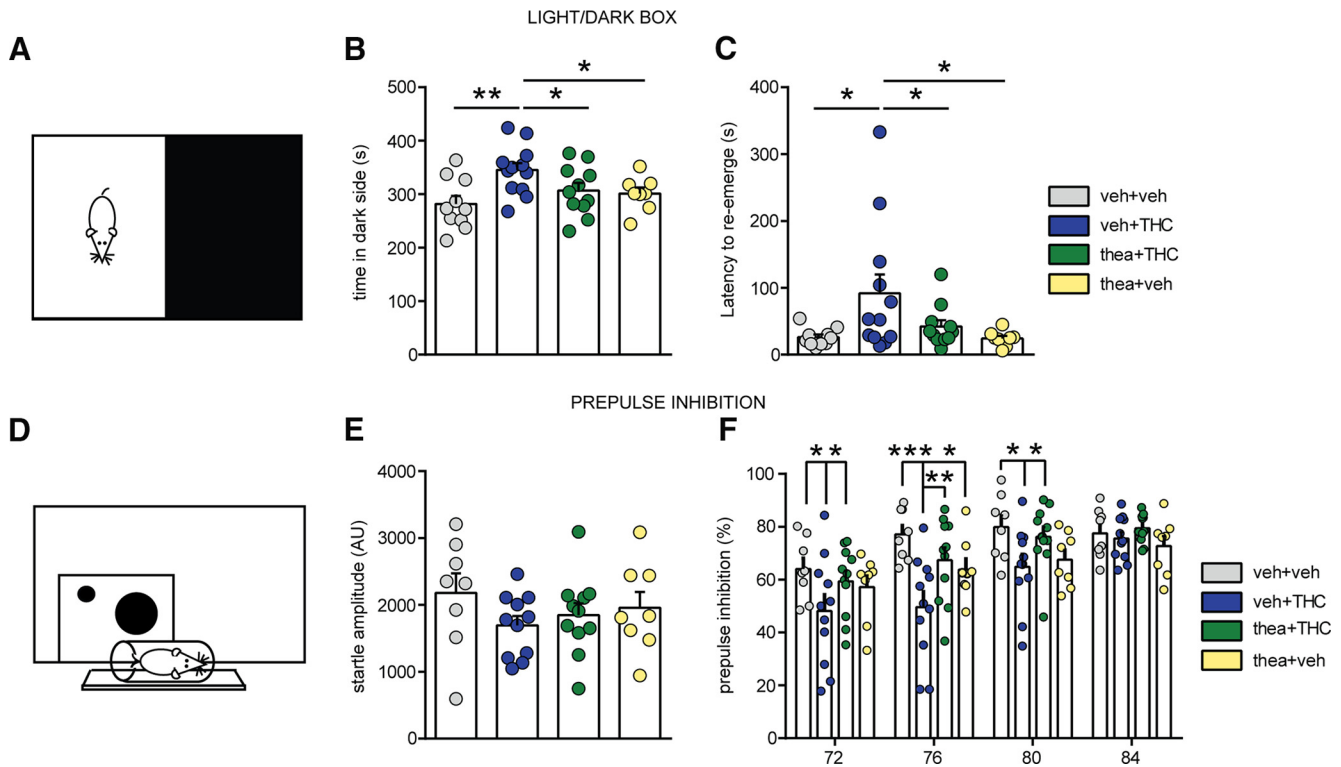 LIGHT/DARK BOX
A
B
C
time in dark side (s)
500
400
300
200
100
0
**
*
*
Latency to re-emerge (s)
400
300
200
100
0
*
*
*
veh+veh
veh+THC
thea+THC
thea+veh
PREPULSE INHIBITION
D
E
F
startle amplitude (AU)
4000
3000
2000
1000
0
prepulse inhibition (%)
100
80
60
40
20
0
* *
*** *
**
* *
72 76 80 84
veh+veh
veh+THC
thea+THC
thea+veh